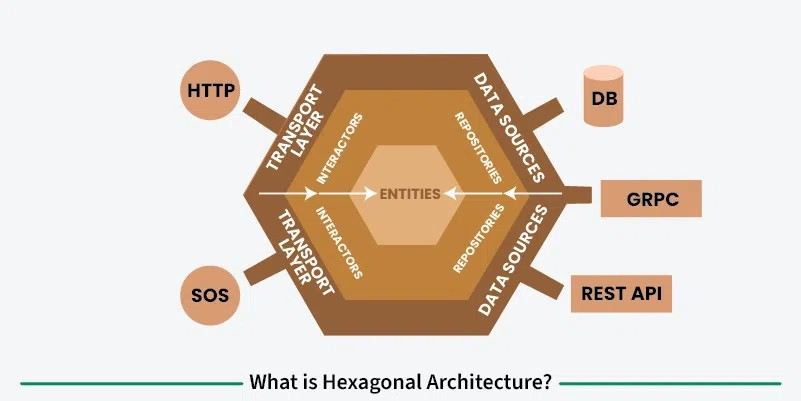 HTTP
TRANSPORT
LAYER
INTERACTORS
REPOSITORIES
DATA SOURCES
DB
ENTITIES
GRPC
SOS
TRANSPORT
LAYER
INTERACTORS
REPOSITORIES
DATA SOURCES
REST API
What is Hexagonal Architecture?